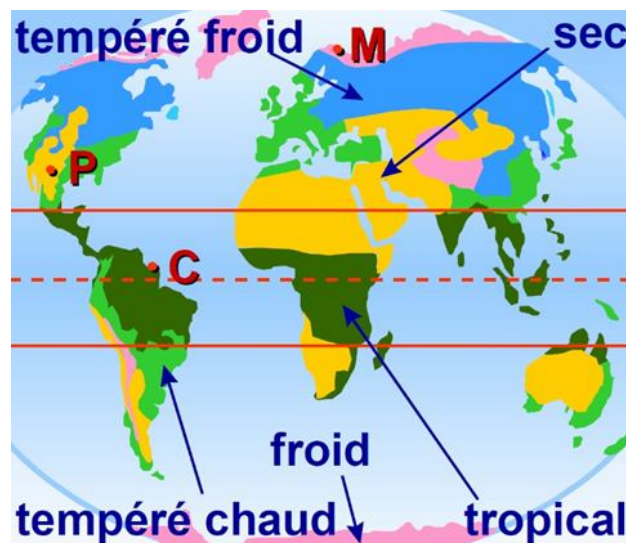 tempéré froid
M
sec
P
C
froid
tempéré chaud
tropical